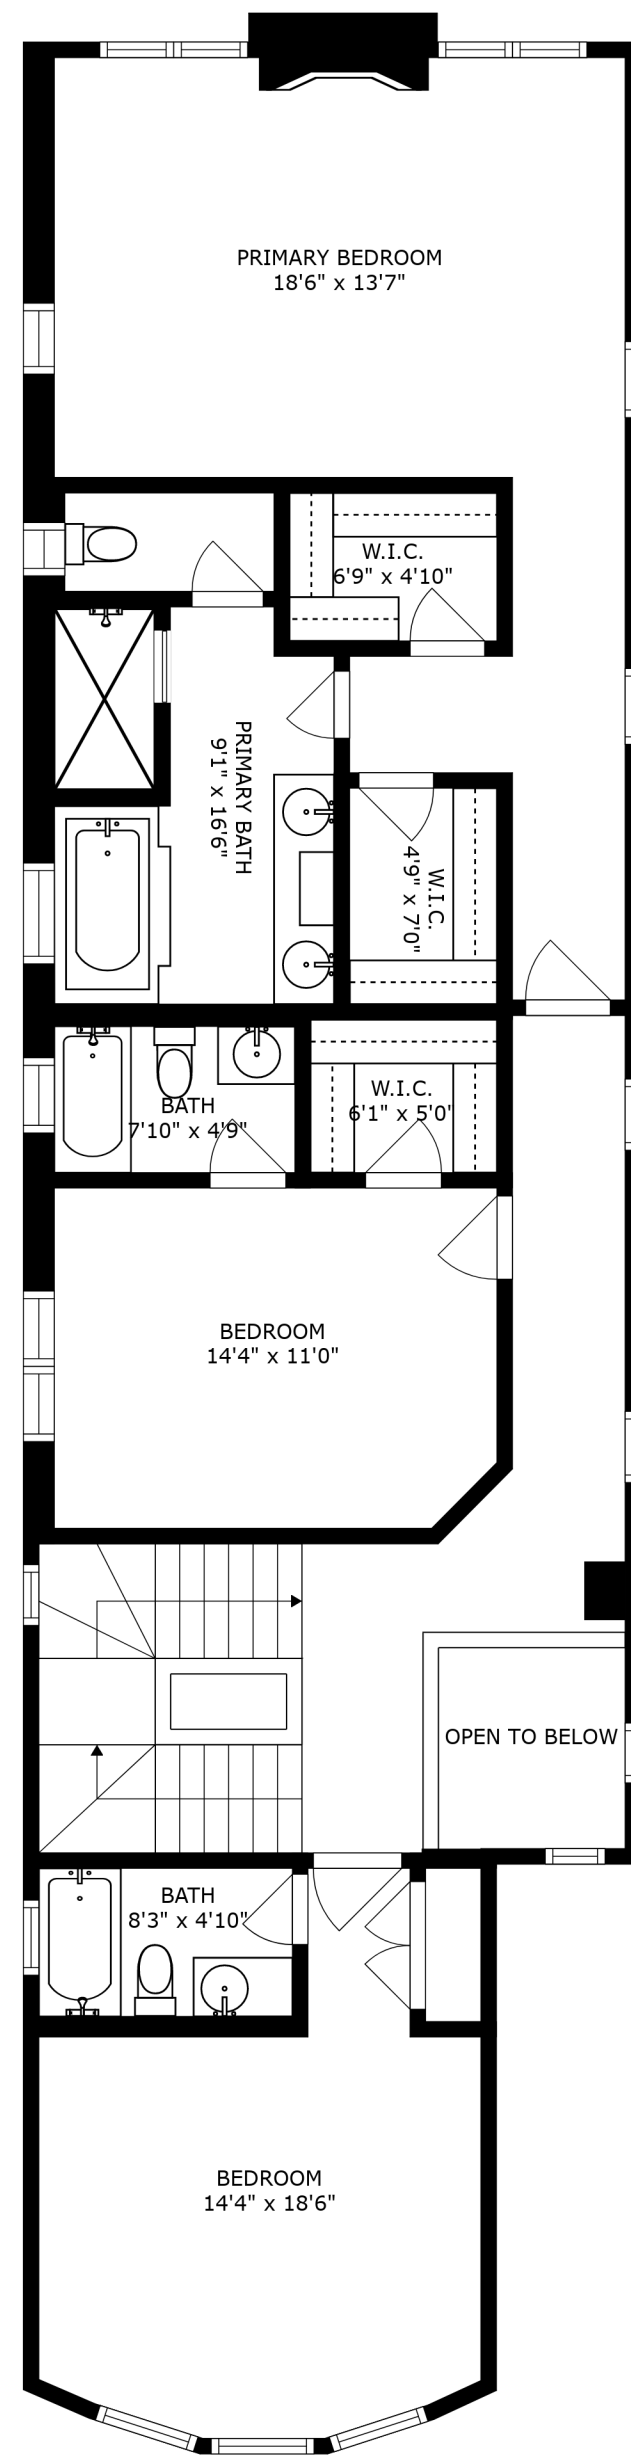 PRIMARY BEDROOM
18'6" x 13'7"
W.I.C.
6'9" x 4'10"
PRIMARY BATH
9'1" x 16'6"
W.I.C.
4'9" x 7'0"
BATH
7'10" x 4'9"
W.I.C.
6'1" x 5'0"
BEDROOM
14'4" x 11'0"
OPEN TO BELOW
BATH
8'3" x 4'10"
BEDROOM
14'4" x 18'6"